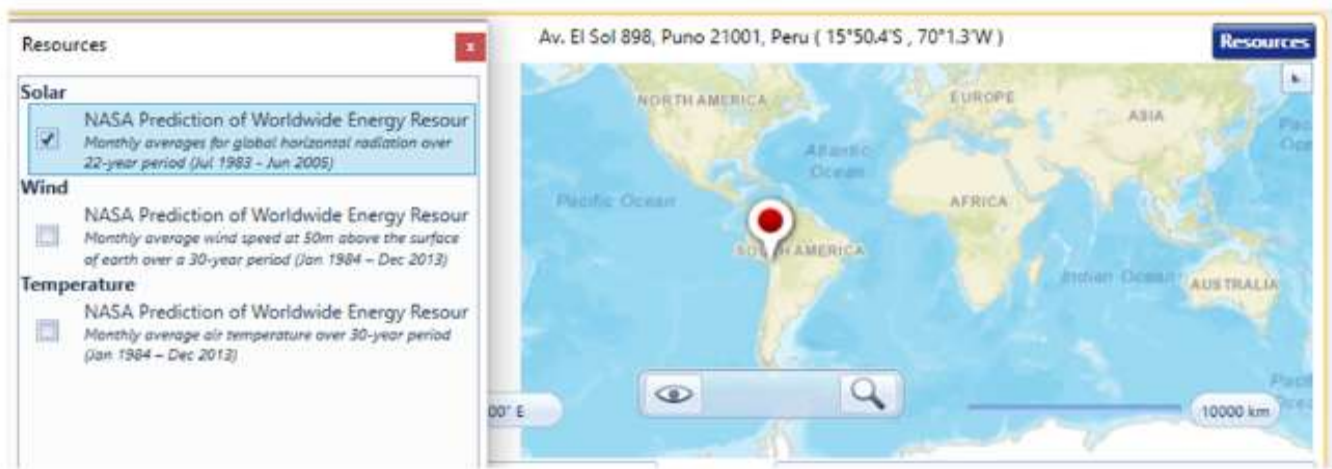 Resources
x
Solar
NASA Prediction of Worldwide Energy Resour
Monthly averages for global horizontal radiation over
22-year period (Jul 1983 - Jun 2005)
Wind
NASA Prediction of Worldwide Energy Resour
Monthly average wind speed at 50m above the surface
of earth over a 30-year period (Jan 1984 – Dec 2013)
Temperature
NASA Prediction of Worldwide Energy Resour
Monthly average air temperature over 30-year period
(Jan 1984 – Dec 2013)
Av. El Sol 898, Puno 21001, Peru ( 15°50.4'S , 70°1.3'W )
Resources
NORTH AMERICA
EUROPE
ASIA
Atlantic
Ocean
Pacific Ocean
AFRICA
AMERICA
Indian Ocean
AUSTRALIA
00° E
10000 km